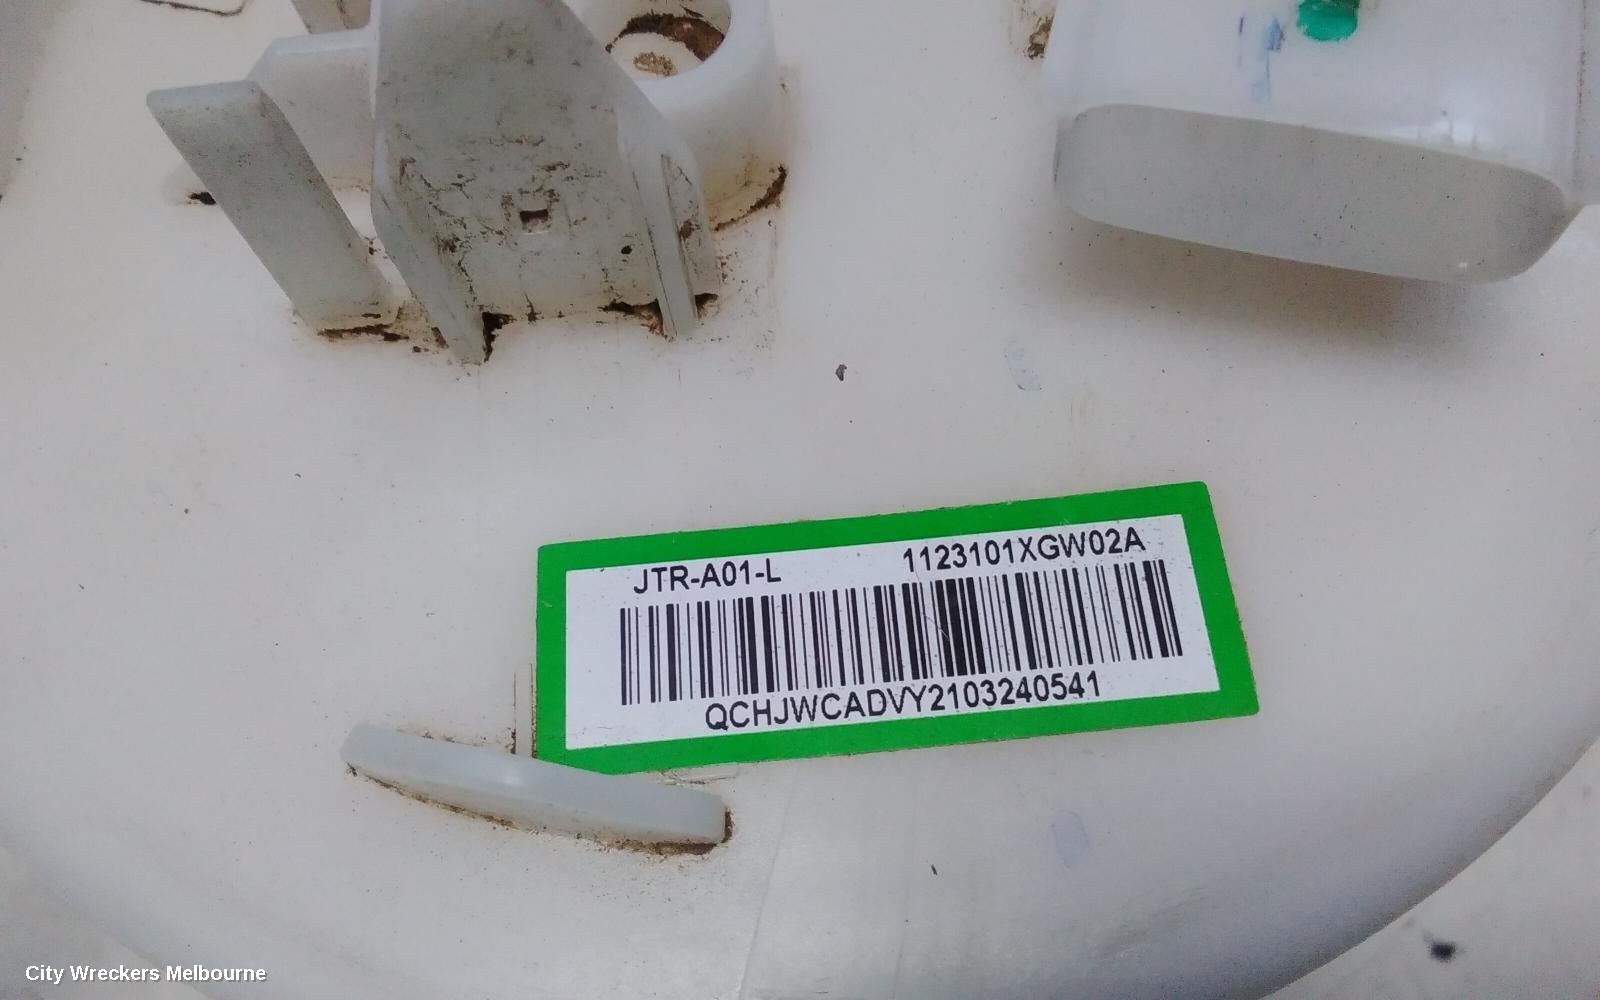 JTR-A01-L 1123101XGW02A
QCHJWCADVY2103240541
City Wreckers Melbourne